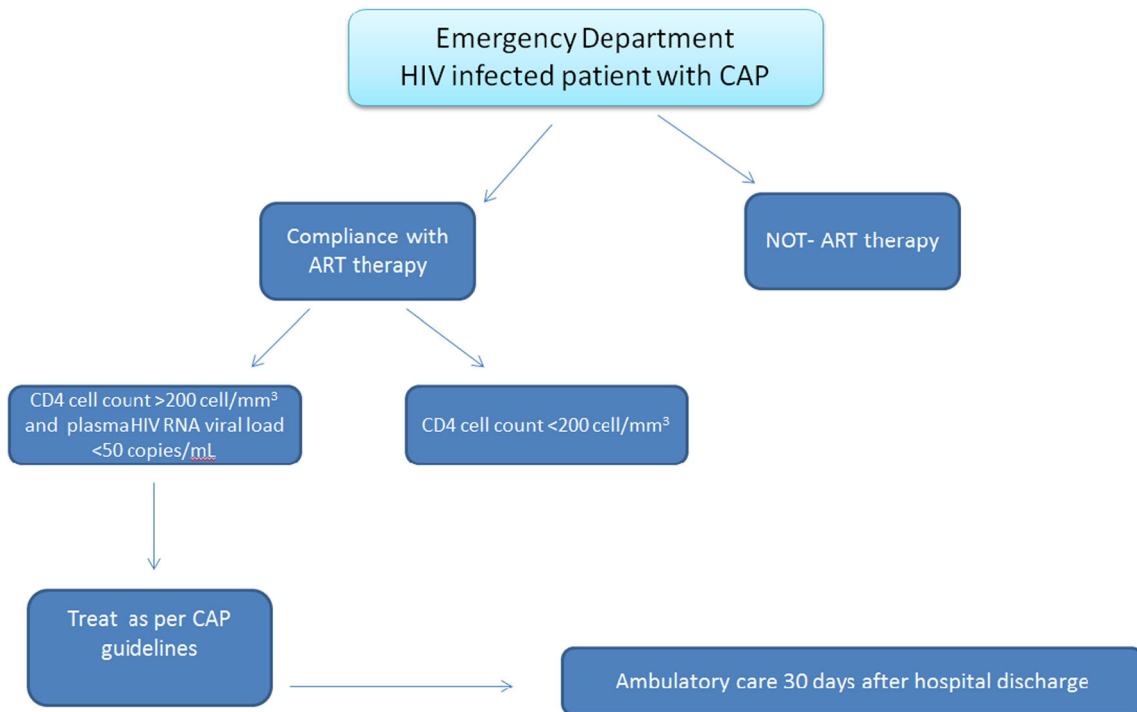 Emergency Department
HIV infected patient with CAP
Compliance with
ART therapy
NOT- ART therapy
CD4 cell count >200 cell/mm³
and plasma HIV RNA viral load
<50 copies/mL
CD4 cell count <200 cell/mm³
Treat as per CAP
guidelines
Ambulatory care 30 days after hospital discharge